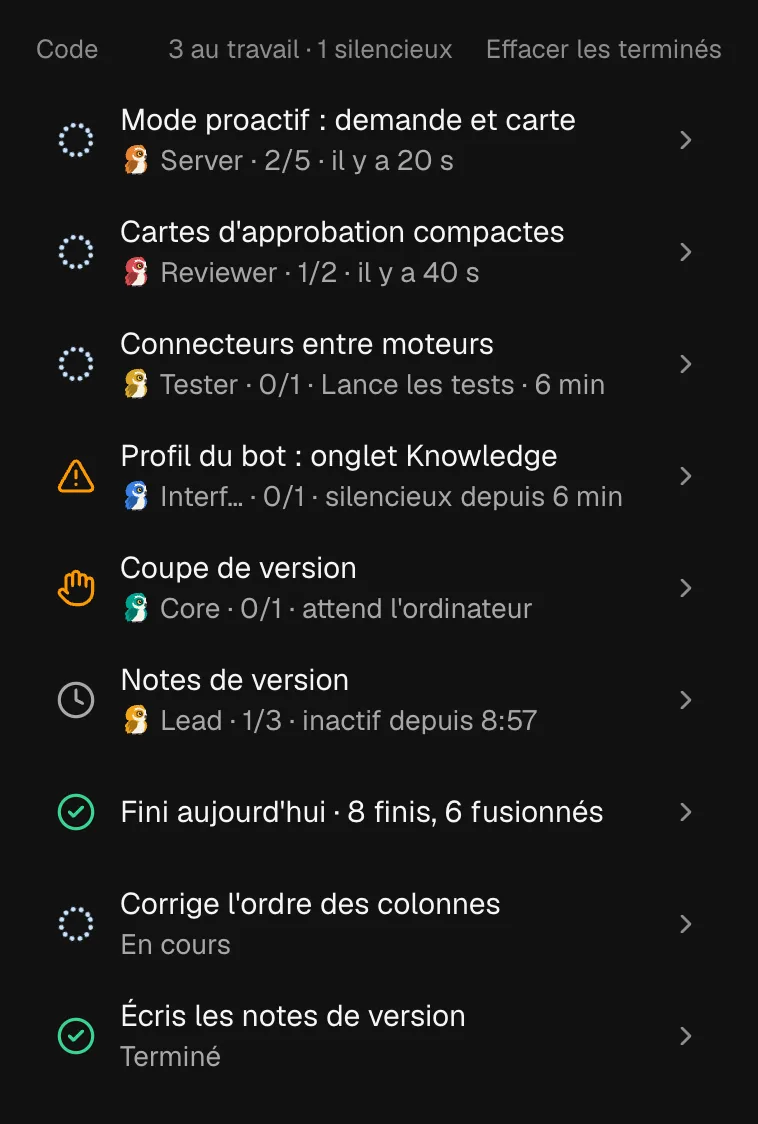 Code 3 au travail · 1 silencieux Effacer les terminés
Mode proactif : demande et carte
Server · 2/5 · il y a 20 s
Cartes d'approbation compactes
Reviewer · 1/2 · il y a 40 s
Connecteurs entre moteurs
Tester · 0/1 · Lance les tests · 6 min
Profil du bot : onglet Knowledge
Interf... · 0/1 · silencieux depuis 6 min
Coupe de version
Core · 0/1 · attend l'ordinateur
Notes de version
Lead · 1/3 · inactif depuis 8:57
Fini aujourd'hui · 8 finis, 6 fusionnés
Corrige l'ordre des colonnes
En cours
Écris les notes de version
Terminé